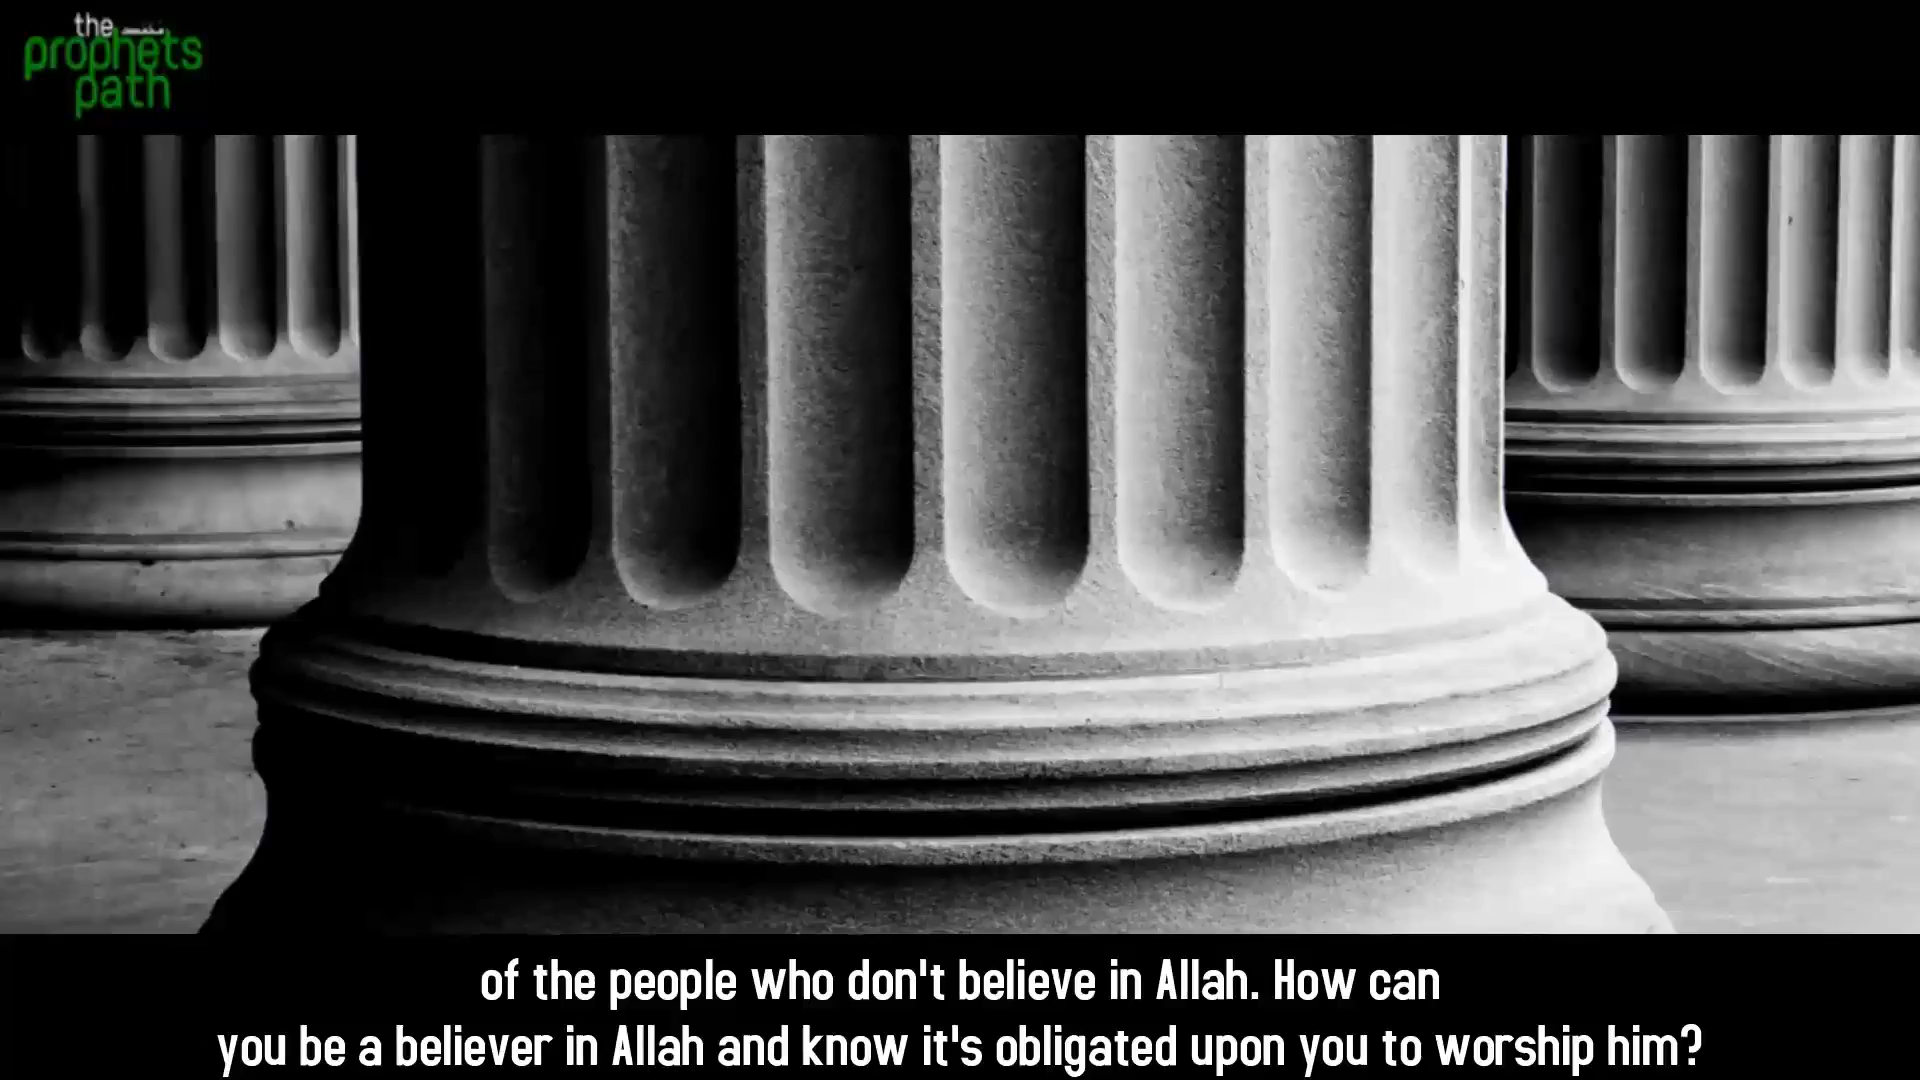 the
prophets
path
of the people who don't believe in Allah. How can
you be a believer in Allah and know it's obligated upon you to worship him?